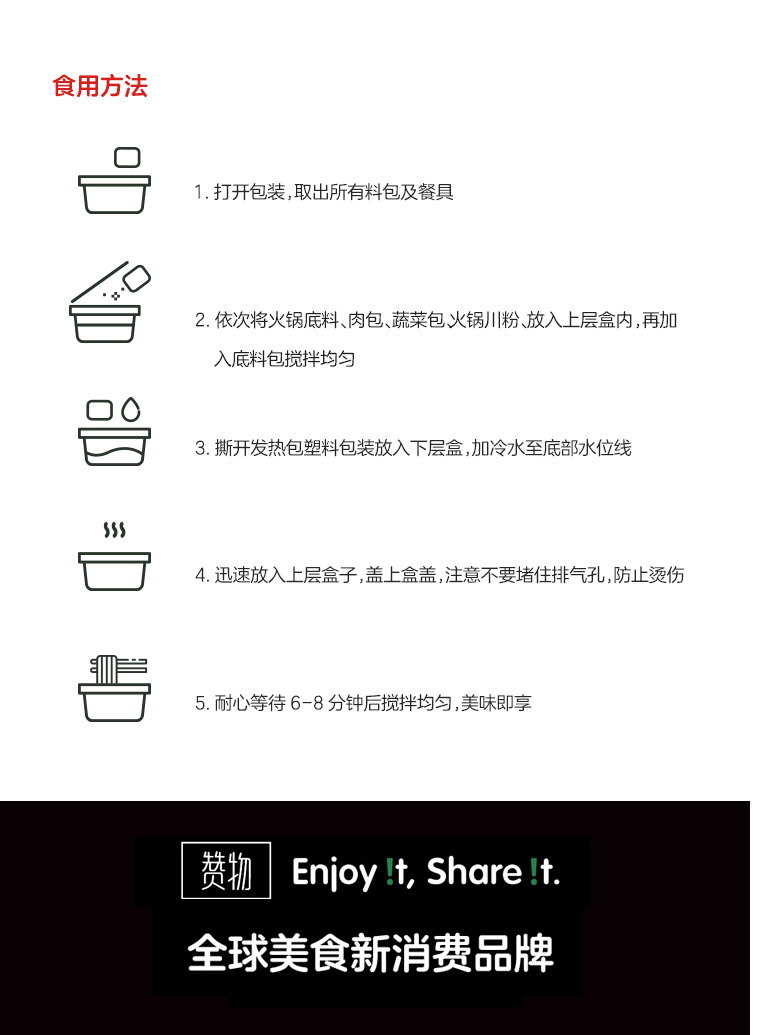 食用方法
1. 打开包装,取出所有料包及餐具
2. 依次将火锅底料、肉包、蔬菜包、火锅川粉、放入上层盒内,再加
入底料包搅拌均匀
3. 撕开发热包塑料包装放入下层盒,加冷水至底部水位线
4. 迅速放入上层盒子,盖上盒盖,注意不要堵住排气孔,防止烫伤
5. 耐心等待 6-8 分钟后搅拌均匀,美味即享
赞物 Enjoy !t, Share !t.
全球美食新消费品牌